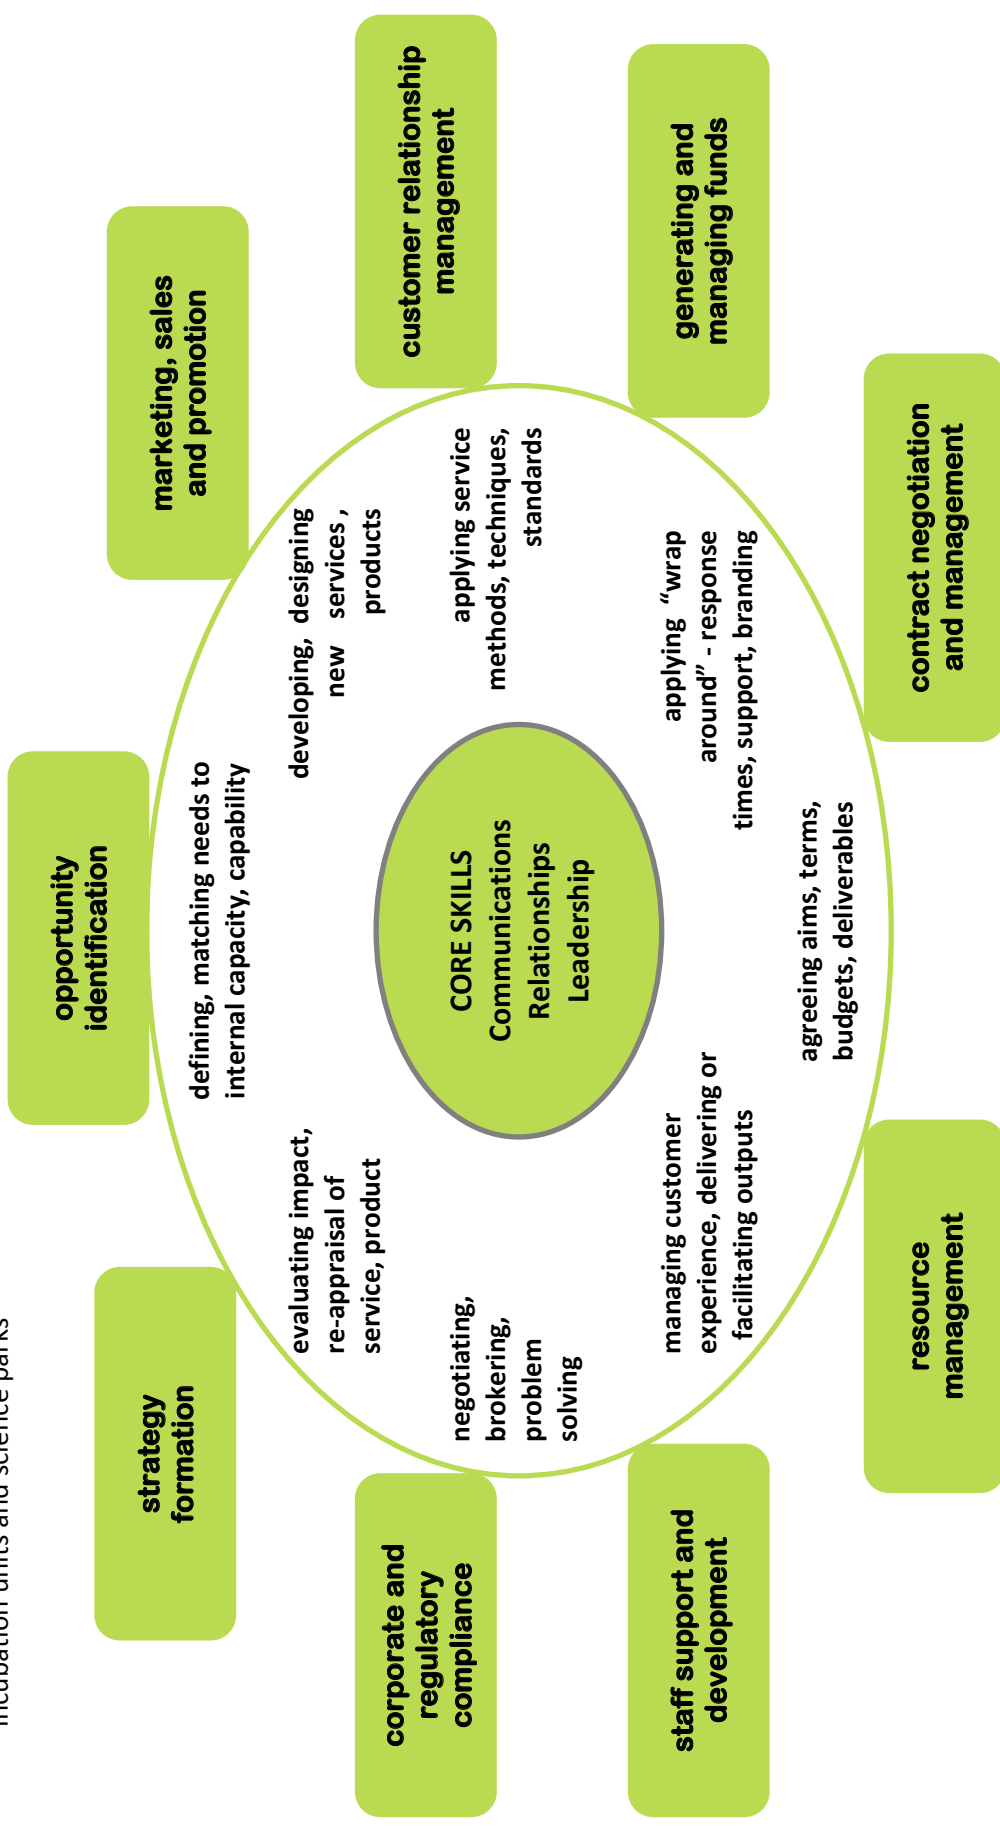 incubation units and science parks
opportunity
identification
strategy
formation
marketing, sales
and promotion
defining, matching needs to
internal capacity, capability
evaluating impact,
re-appraisal of
service, product
developing, designing
new services ,
products
corporate and
regulatory
compliance
customer relationship
management
negotiating,
brokering,
problem
solving
CORE SKILLS
Communications
Relationships
Leadership
applying service
methods, techniques,
standards
staff support and
development
generating and
managing funds
managing customer
experience, delivering or
facilitating outputs
applying “wrap
around” - response
times, support, branding
agreeing aims, terms,
budgets, deliverables
resource
management
contract negotiation
and management